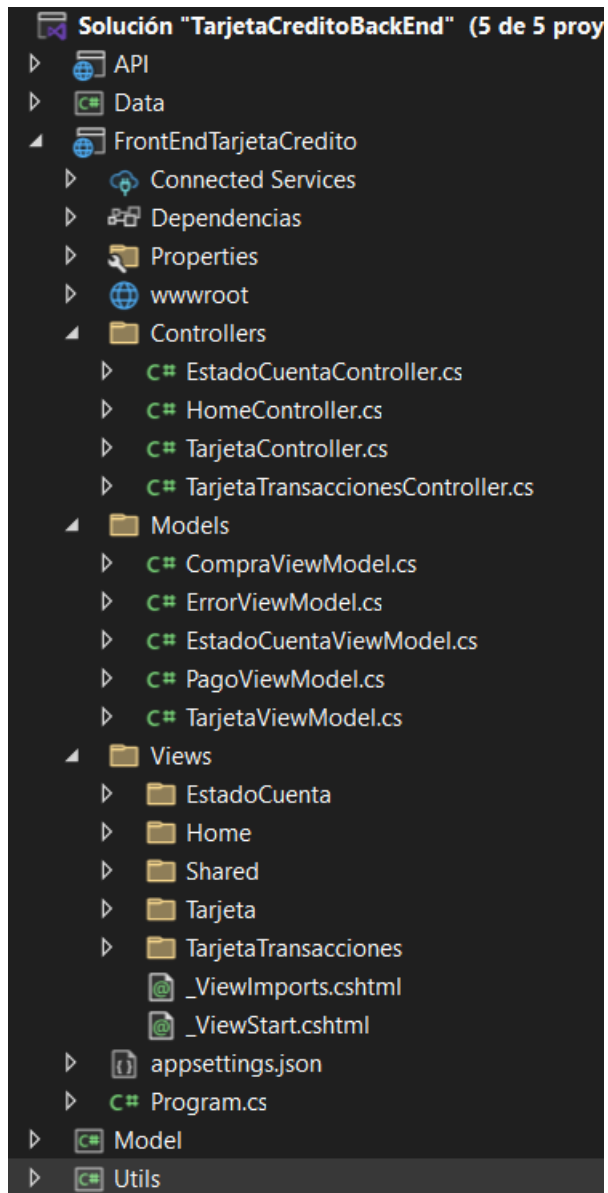 Solución "TarjetaCreditoBackEnd" (5 de 5 proy
API
C# Data
FrontEndTarjetaCredito
Connected Services
Dependencias
Properties
wwwroot
Controllers
C# EstadoCuentaController.cs
C# HomeController.cs
C# TarjetaController.cs
C# TarjetaTransaccionesController.cs
Models
C# CompraViewModel.cs
C# ErrorViewModel.cs
C# EstadoCuentaViewModel.cs
C# PagoViewModel.cs
C# TarjetaViewModel.cs
Views
EstadoCuenta
Home
Shared
Tarjeta
TarjetaTransacciones
_ViewImports.cshtml
_ViewStart.cshtml
appsettings.json
C# Program.cs
C# Model
C# Utils